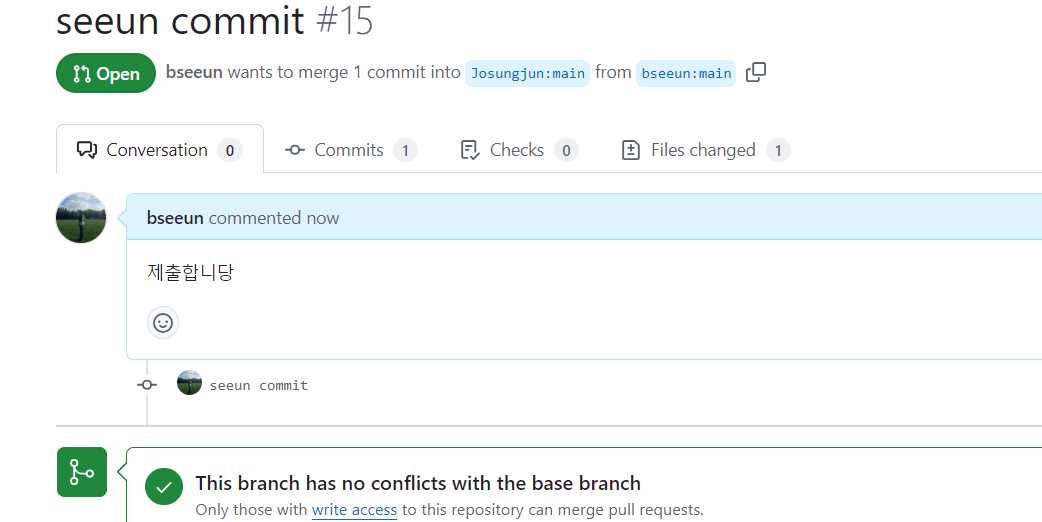 seeun commit #15
Open bseeun wants to merge 1 commit into Josungjun:main from bseeun:main
Conversation 0 Commits 1 Checks 0 Files changed 1
bseeun commented now
제출합니당
seeun commit
This branch has no conflicts with the base branch
Only those with write access to this repository can merge pull requests.